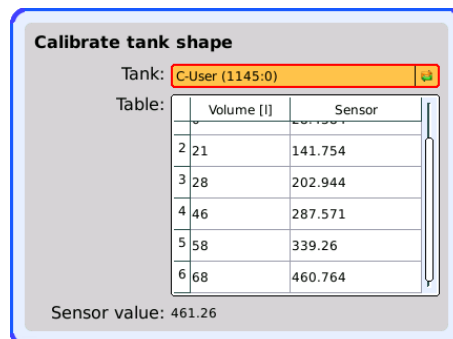 Calibrate tank shape
Tank: C-User (1145:0)
Table:
Volume [l] Sensor
2 21 141.754
3 28 202.944
4 46 287.571
5 58 339.26
6 68 460.764
Sensor value: 461.26